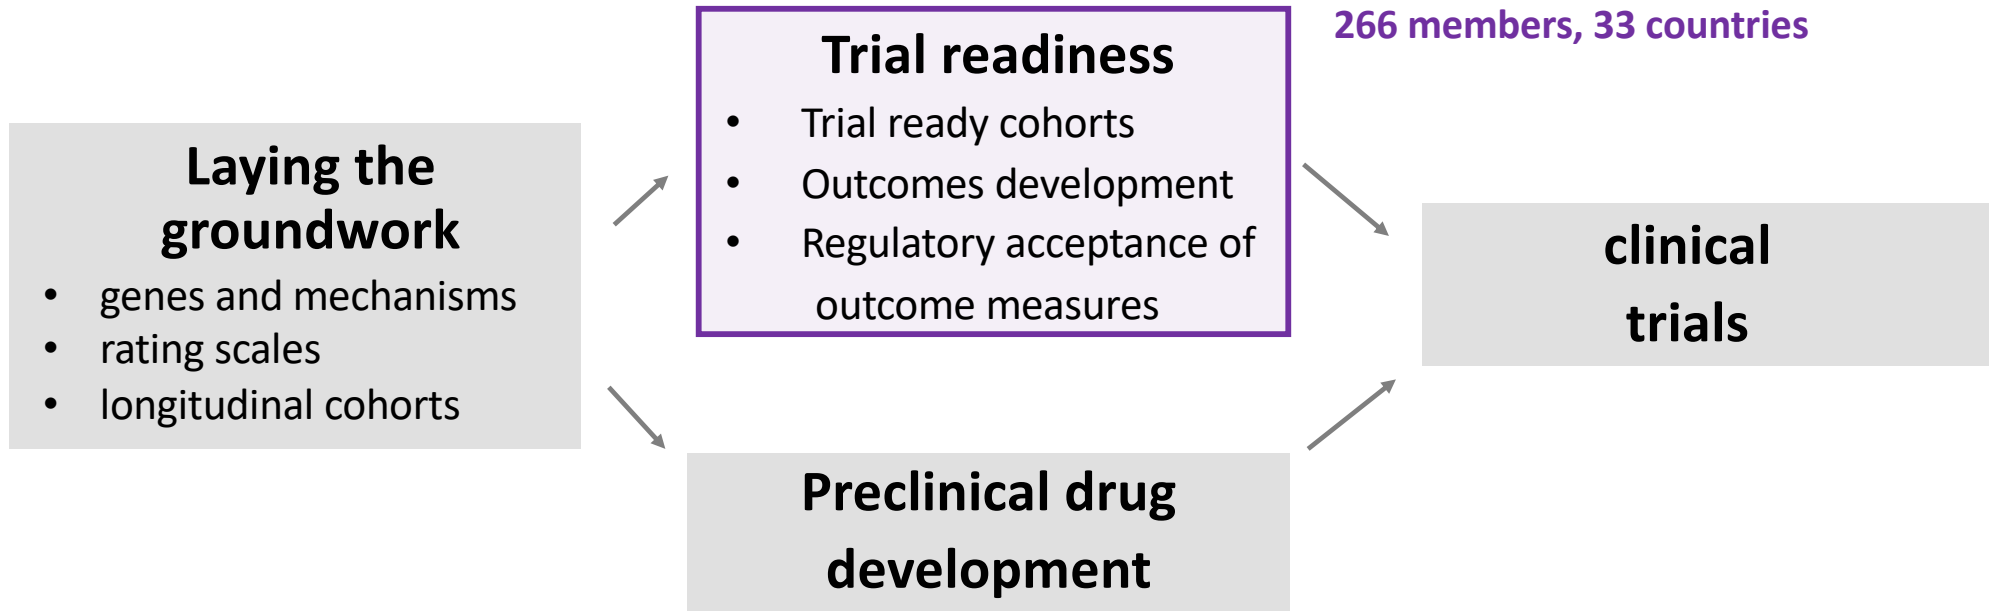 Laying the
groundwork
• genes and mechanisms
• rating scales
• longitudinal cohorts
Trial readiness
• Trial ready cohorts
• Outcomes development
• Regulatory acceptance of
outcome measures
266 members, 33 countries
Preclinical drug
development
clinical
trials